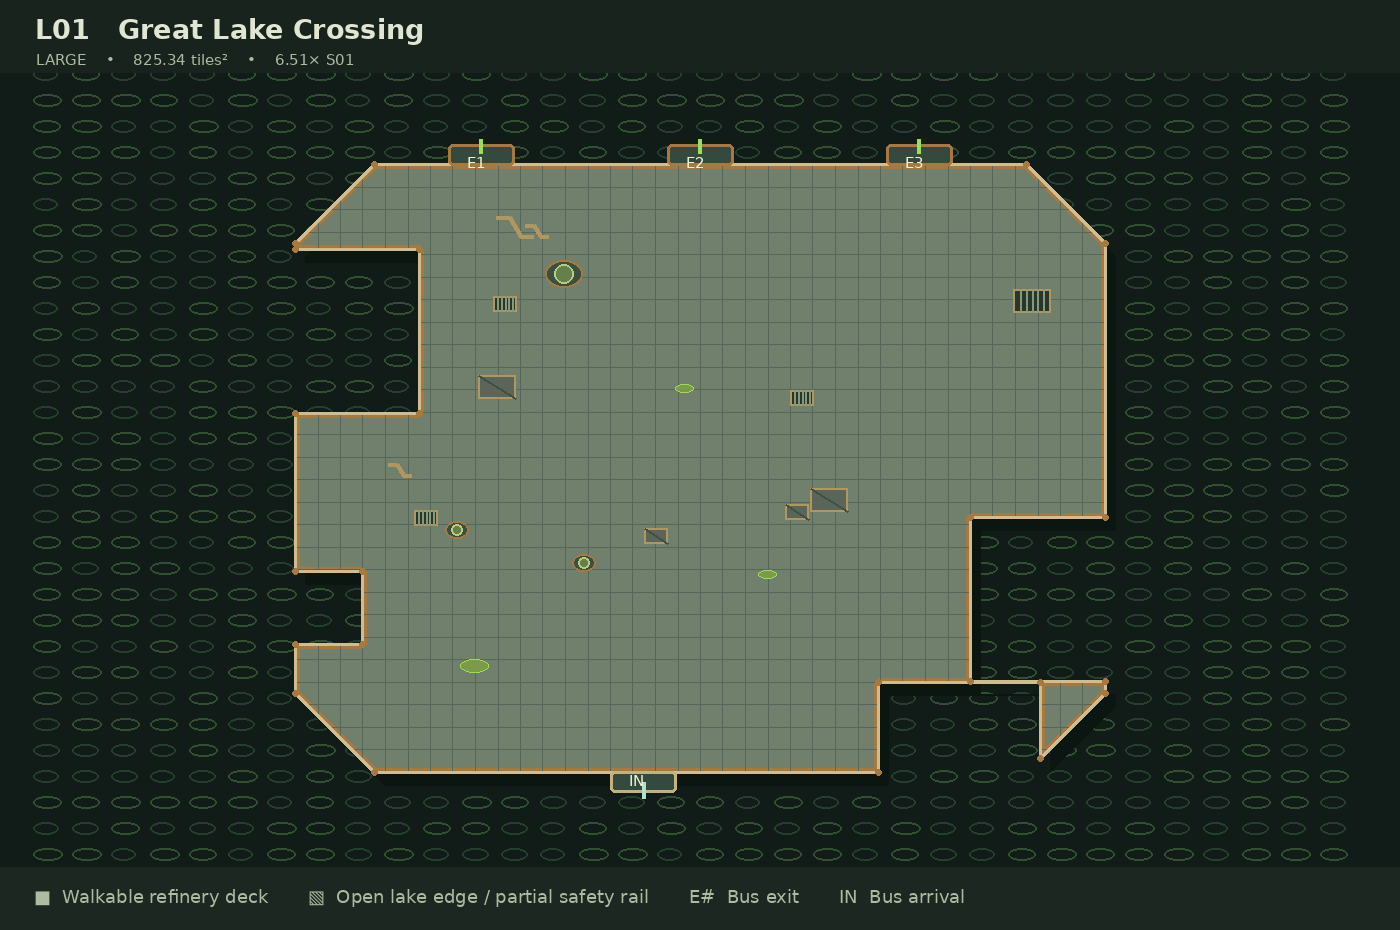 L01 Great Lake Crossing
LARGE • 825.34 tiles² • 6.51× S01
E1 E2 E3
IN
Walkable refinery deck Open lake edge / partial safety rail E# Bus exit IN Bus arrival